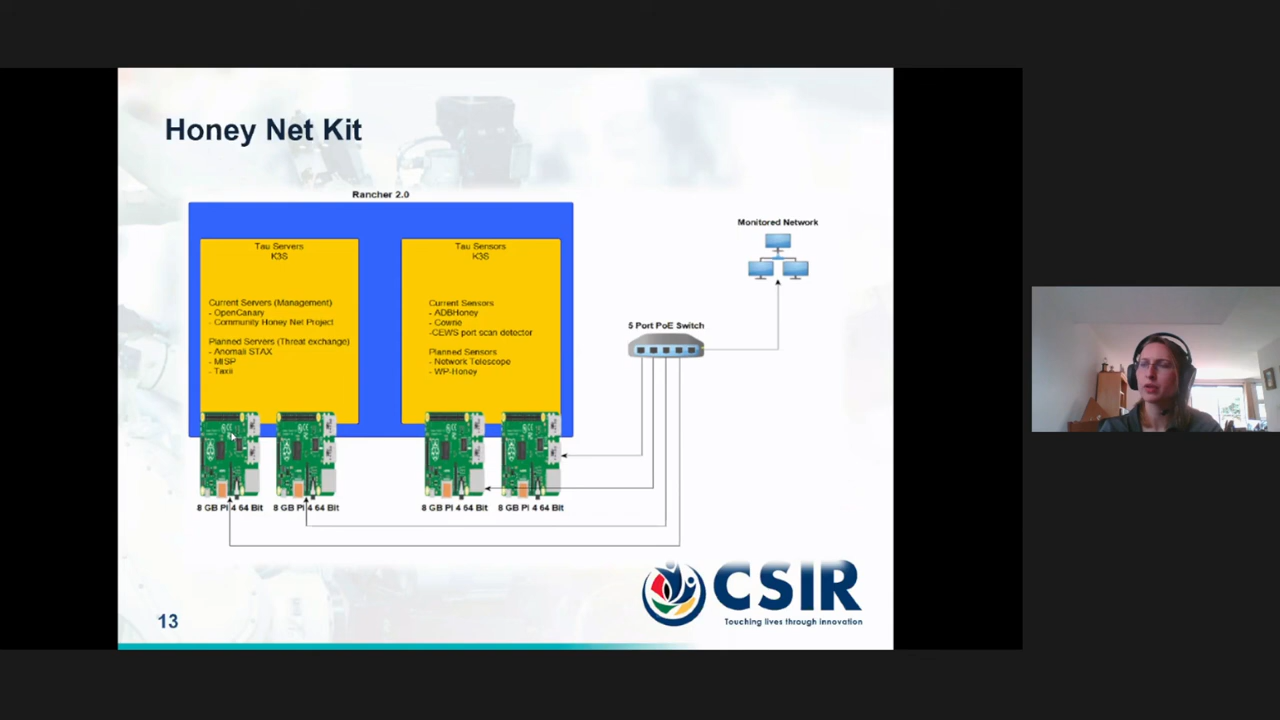 Honey Net Kit
Rancher 2.0
Tau Servers
K3S
Current Servers (Management)
- OpenCanary
- Community Honey Net Project
Planned Servers (Threat exchange)
- Anomali STAX
- MISP
- Taxii
Tau Sensors
K3S
Current Sensors
- ADBHoney
- Cowrie
-CEWS port scan detector
Planned Sensors
- Network Telescope
- WP-Honey
Monitored Network
5 Port PoE Switch
8 GB Pi 4 64 Bit
8 GB Pi 4 64 Bit
8 GB Pi 4 64 Bit
8 GB Pi 4 64 Bit
CSIR
Touching lives through innovation
13